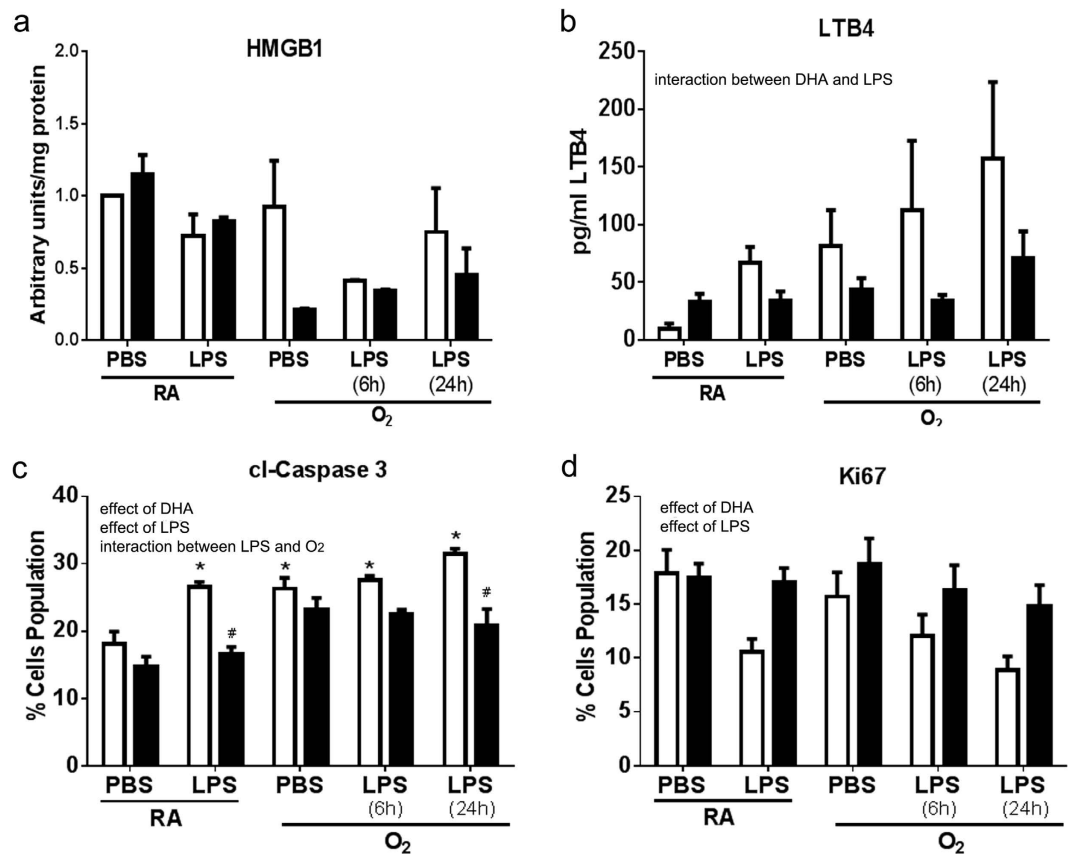 a
HMGB1
Arbitrary units/mg protein
2.0
1.5
1.0
0.5
0.0
PBS LPS PBS LPS LPS
(6h) (24h)
RA
O2
b
LTB4
interaction between DHA and LPS
pg/ml LTB4
250
200
150
100
50
0
PBS LPS PBS LPS LPS
(6h) (24h)
RA
O2
c
cl-Caspase 3
effect of DHA
effect of LPS
interaction between LPS and O2
% Cells Population
40
30
20
10
0
* * * *
# #
PBS LPS PBS LPS LPS
(6h) (24h)
RA
O2
d
Ki67
effect of DHA
effect of LPS
% Cells Population
25
20
15
10
5
0
PBS LPS PBS LPS LPS
(6h) (24h)
RA
O2